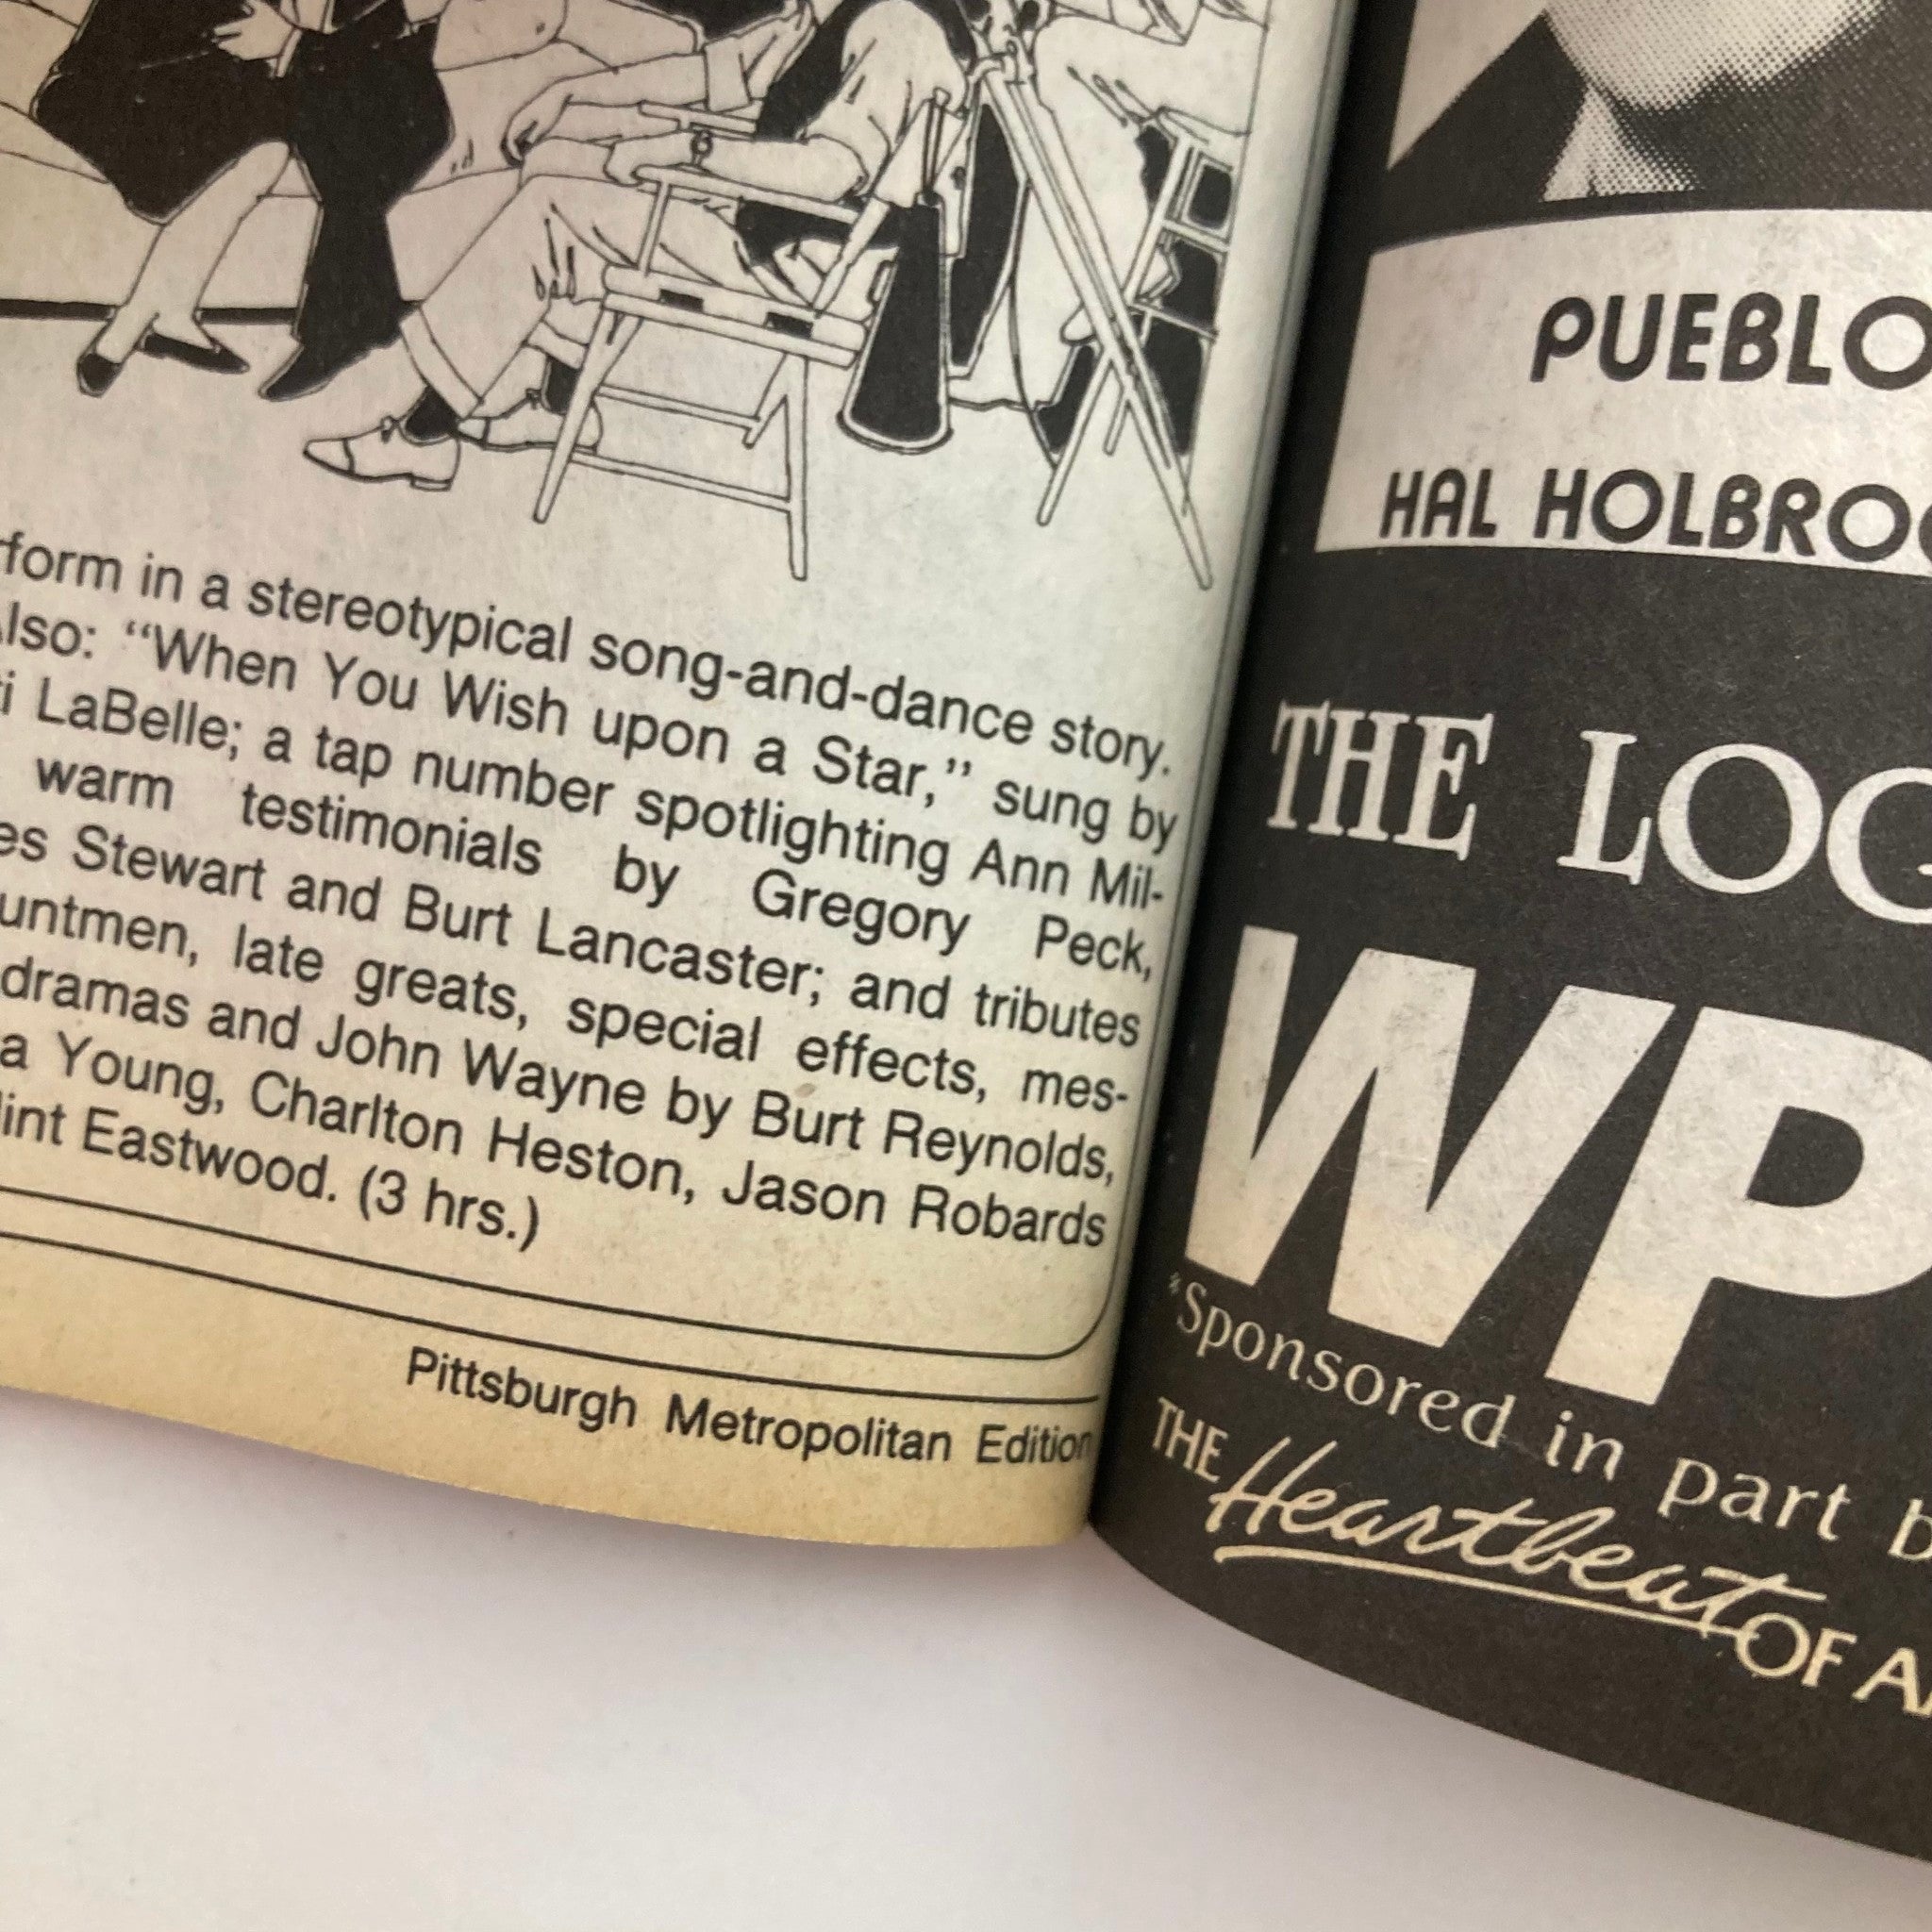 form in a stereotypical song-and-dance story.
Also: “When You Wish upon a Star,” sung by
LaBelle; a tap number spotlighting Ann Mil-
warm testimonials by Gregory Peck,
es Stewart and Burt Lancaster; and tributes
untmen, late greats, special effects, mes-
dramas and John Wayne by Burt Reynolds,
a Young, Charlton Heston, Jason Robards
lint Eastwood. (3 hrs.)
Pittsburgh Metropolitan Edition
PUEBLO
HAL HOLBROO
THE LOG
WP
*Sponsored in part b
THE Heartbeat OF A